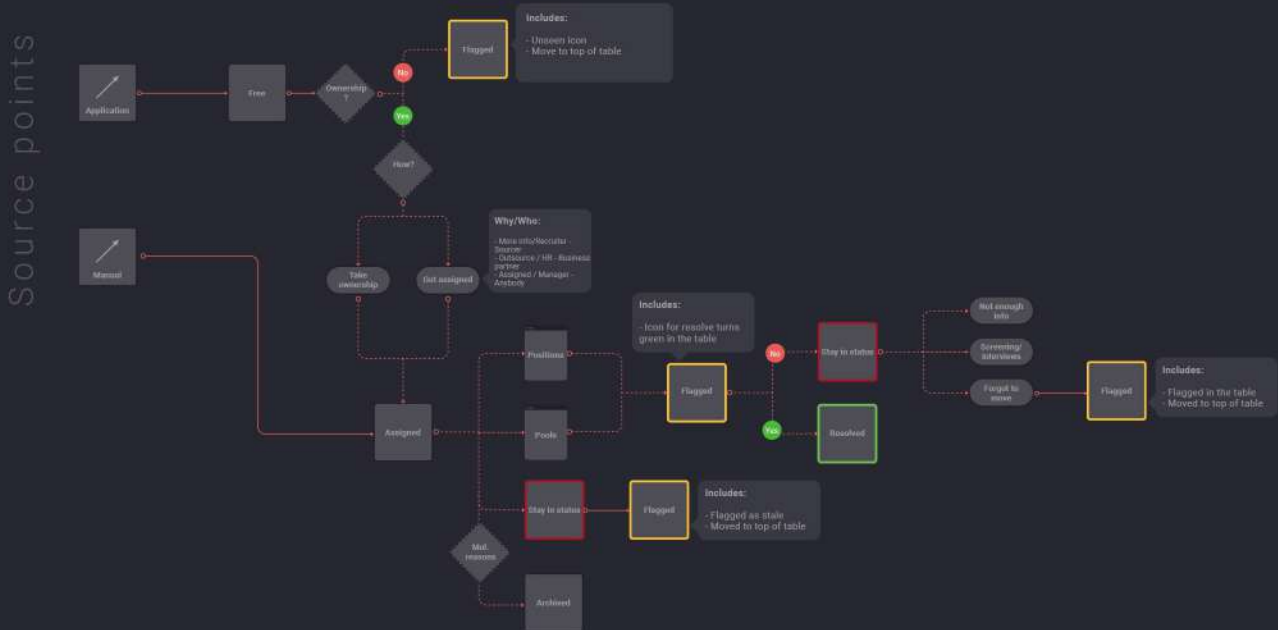 Source points
Application
Free
Ownership
?
No
Yes
Flagged
Includes:
- Unseen icon
- Move to top of table
How?
Manual
Take
ownership
Got assigned
Why/Who:
- More info/Recruiter -
Sourcer
- Outsource / HR - Business
partner
- Assigned / Manager -
Anybody
Assigned
Positions
Pools
Includes:
- Icon for resolve turns
green in the table
Flagged
No
Yes
Stay in status
Resolved
Not enough
info
Screening/
interviews
Forgot to
move
Flagged
Includes:
- Flagged in the table
- Moved to top of table
Stay in status
Flagged
Includes:
- Flagged as stale
- Moved to top of table
reasons
Archived